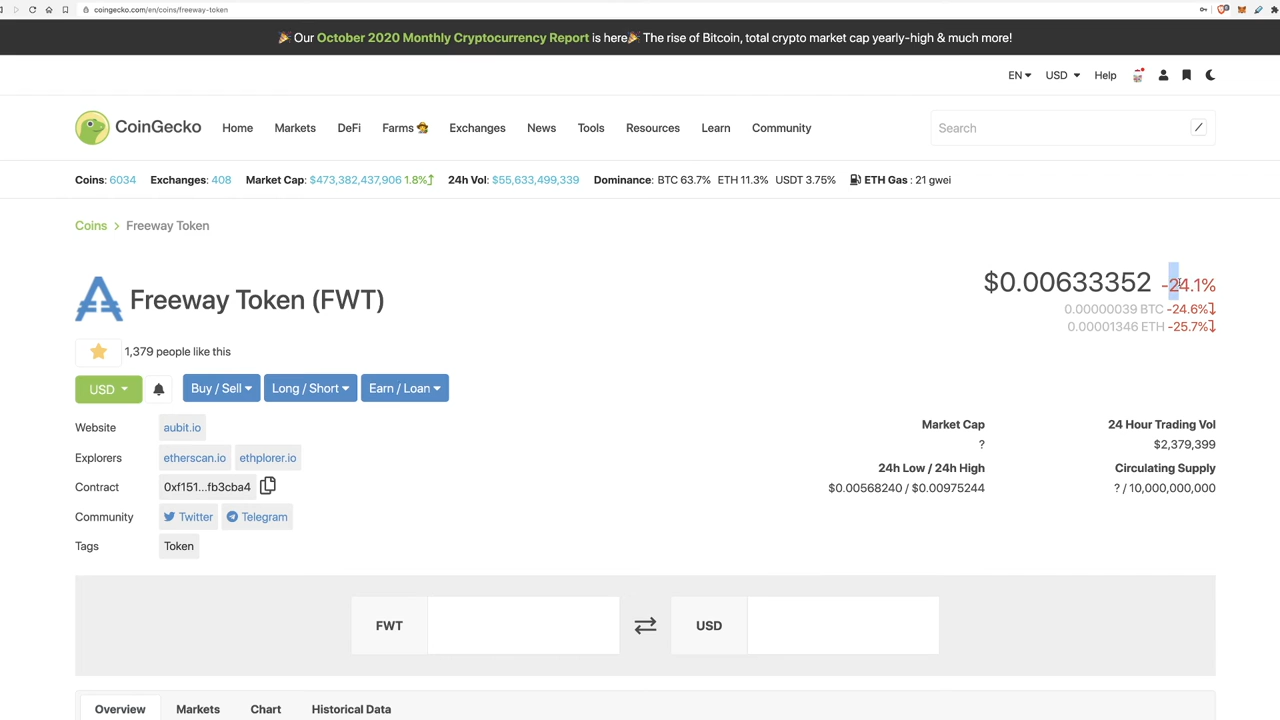 coingecko.com/en/coins/freeway-token
🎉Our October 2020 Monthly Cryptocurrency Report is here🎉 The rise of Bitcoin, total crypto market cap yearly-high & much more!
EN USD Help
CoinGecko Home Markets DeFi Farms Exchanges News Tools Resources Learn Community Search /
Coins: 6034 Exchanges: 408 Market Cap: $473,382,437,906 1.8% 24h Vol: $55,633,499,339 Dominance: BTC 63.7% ETH 11.3% USDT 3.75% ETH Gas : 21 gwei
Coins > Freeway Token
$0.00633352 -24.1%
Freeway Token (FWT)
0.00000039 BTC -24.6%
0.00001346 ETH -25.7%
1,379 people like this
USD Buy / Sell Long / Short Earn / Loan
Website aubit.io
Market Cap 24 Hour Trading Vol
? $2,379,399
Explorers etherscan.io ethplorer.io
24h Low / 24h High Circulating Supply
Contract 0xf151...fb3cba4
$0.00568240 / $0.00975244 ? / 10,000,000,000
Community Twitter Telegram
Tags Token
FWT USD
Overview Markets Chart Historical Data